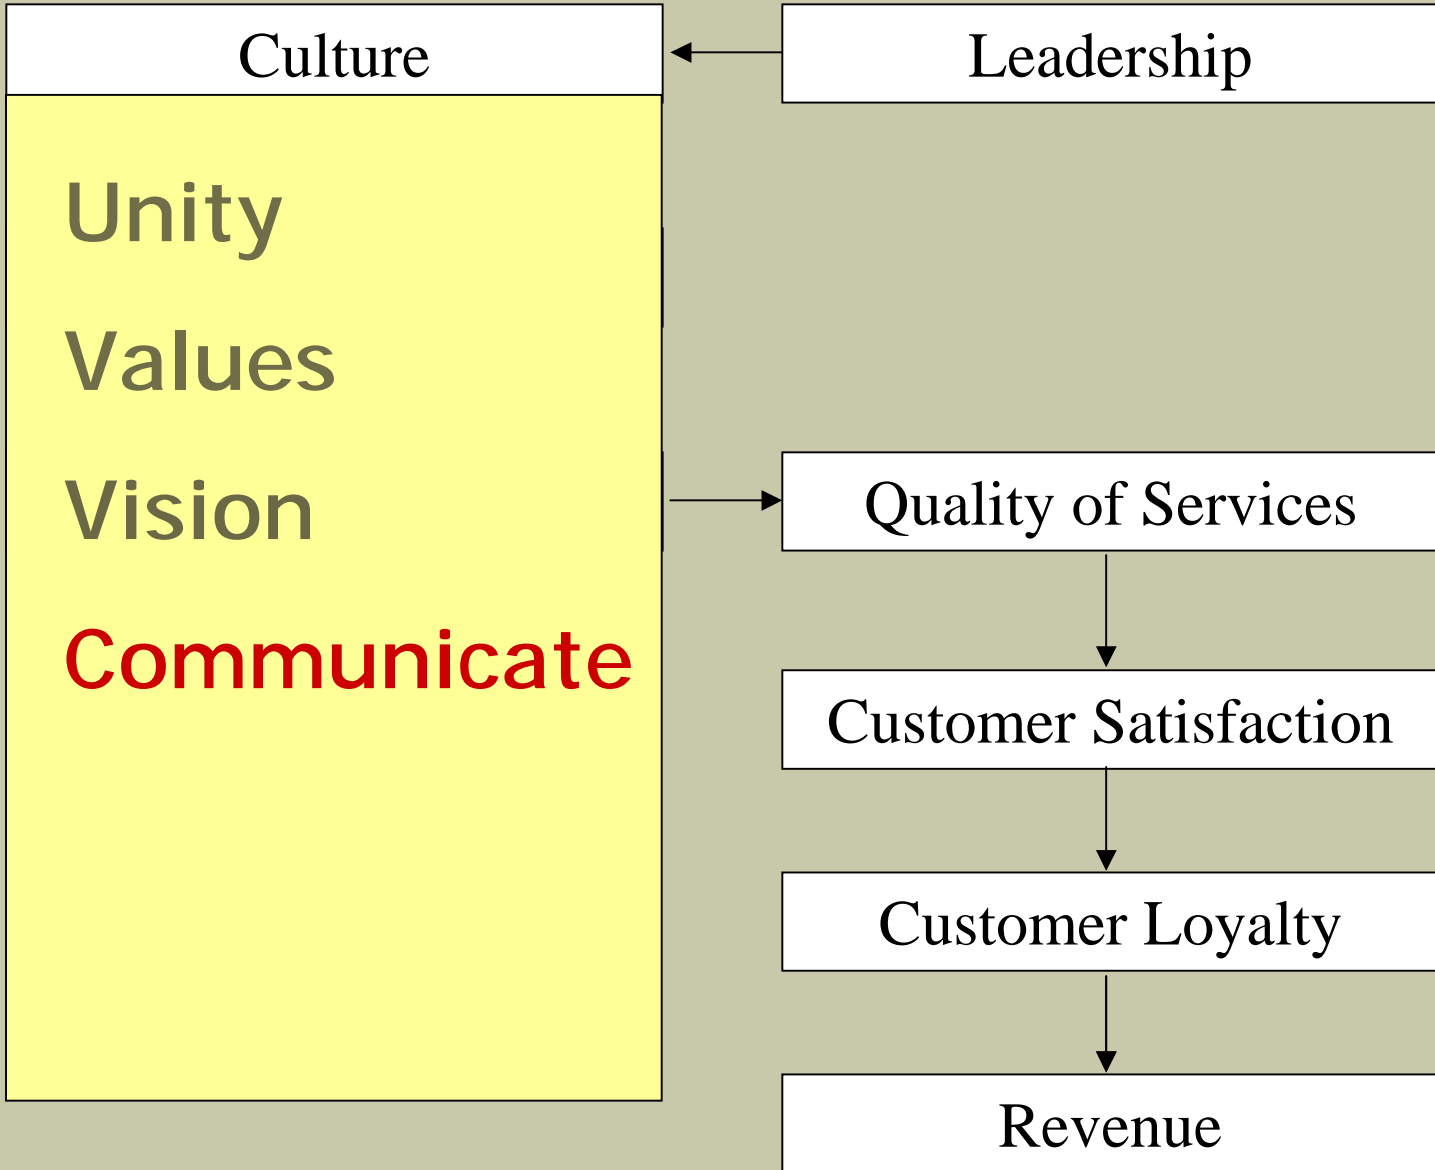 Culture
Leadership
Unity
Values
Vision
Communicate
Quality of Services
Customer Satisfaction
Customer Loyalty
Revenue